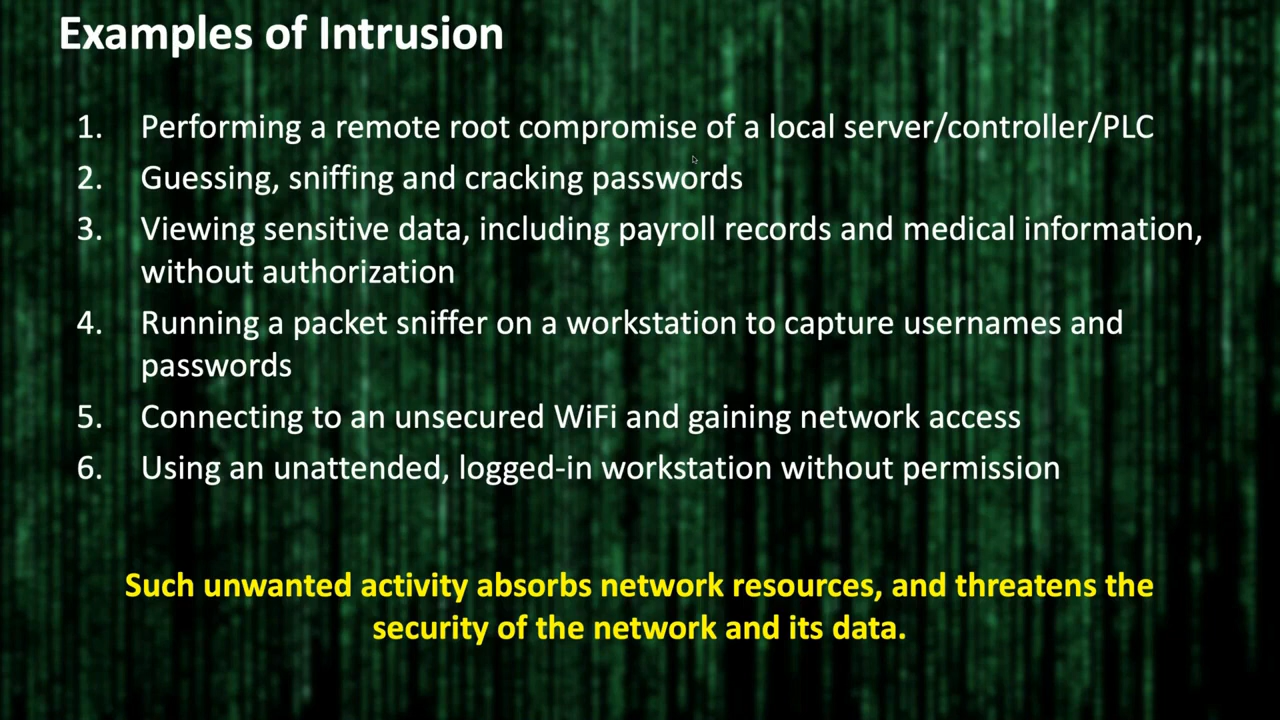 Examples of Intrusion
1. Performing a remote root compromise of a local server/controller/PLC
2. Guessing, sniffing and cracking passwords
3. Viewing sensitive data, including payroll records and medical information,
without authorization
4. Running a packet sniffer on a workstation to capture usernames and
passwords
5. Connecting to an unsecured WiFi and gaining network access
6. Using an unattended, logged-in workstation without permission
Such unwanted activity absorbs network resources, and threatens the
security of the network and its data.